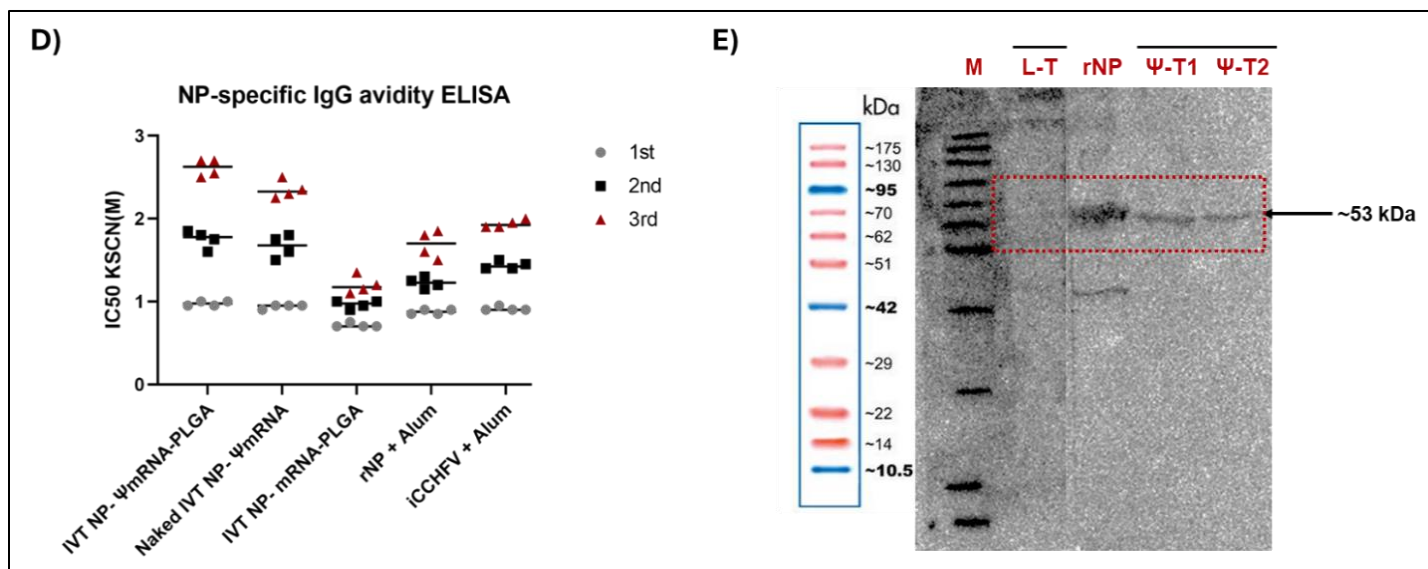 D)
NP-specific IgG avidity ELISA
IC50 KSCN(M)
3
2
1
0
1st
2nd
3rd
IVT NP- ΨmRNA-PLGA
Naked IVT NP- ΨmRNA
IVT NP- mRNA-PLGA
rNP + Alum
iCCHFV + Alum
E)
M L-T rNP Ψ-T1 Ψ-T2
kDa
~175
~130
~95
~70
~62
~51
~42
~29
~22
~14
~10.5
~53 kDa